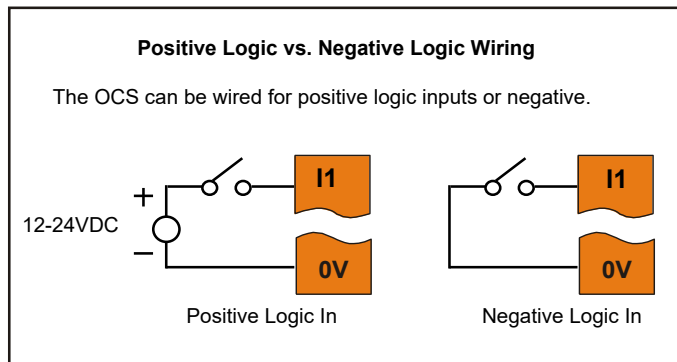 Positive Logic vs. Negative Logic Wiring
The OCS can be wired for positive logic inputs or negative.
I1
I1
+
12-24VDC
−
0V
0V
Positive Logic In
Negative Logic In